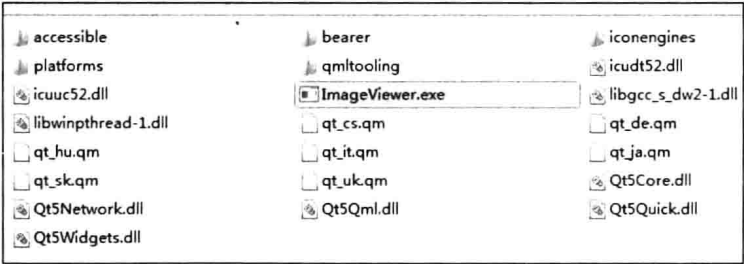 accessible bearer iconengines
platforms qmltooling icudt52.dll
icuuc52.dll ImageViewer.exe libgcc_s_dw2-1.dll
libwinpthread-1.dll qt_cs.qm qt_de.qm
qt_hu.qm qt_it.qm qt_ja.qm
qt_sk.qm qt_uk.qm Qt5Core.dll
Qt5Network.dll Qt5Qml.dll Qt5Quick.dll
Qt5Widgets.dll